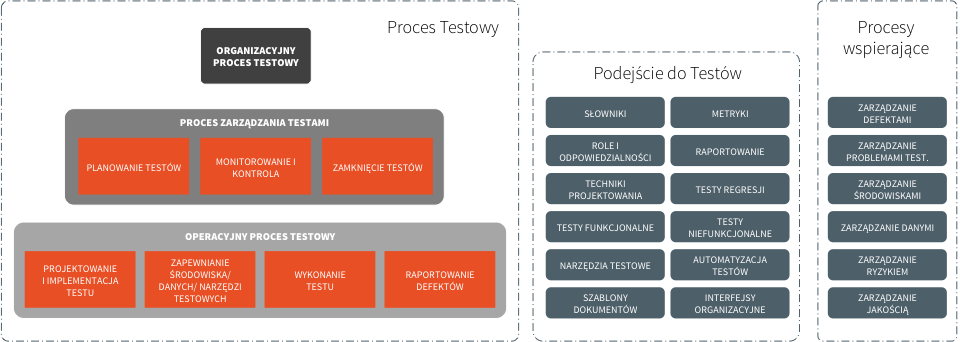 Proces Testowy
ORGANIZACYJNY
PROCES TESTOWY
PROCES ZARZĄDZANIA TESTAMI
PLANOWANIE TESTÓW
MONITOROWANIE I
KONTROLA
ZAMKNIĘCIE TESTÓW
OPERACYJNY PROCES TESTOWY
PROJEKTOWANIE
I IMPLEMENTACJA
TESTU
ZAPEWNIANIE
ŚRODOWISKA/
DANYCH/ NARZĘDZI
TESTOWYCH
WYKONANIE
TESTU
RAPORTOWANIE
DEFEKTÓW
Podejście do Testów
SŁOWNIKI
METRYKI
ROLE I
ODPOWIEDZIALNOŚCI
RAPORTOWANIE
TECHNIKI
PROJEKTOWANIA
TESTY REGRESJI
TESTY FUNKCJONALNE
TESTY
NIEFUNKCJONALNE
NARZĘDZIA TESTOWE
AUTOMATYZACJA
TESTÓW
SZABLONY
DOKUMENTÓW
INTERFEJSY
ORGANIZACYJNE
Procesy
wspierające
ZARZĄDZANIE
DEFEKTAMI
ZARZĄDZANIE
PROBLEMAMI TEST.
ZARZĄDZANIE
ŚRODOWISKAMI
ZARZĄDZANIE DANYMI
ZARZĄDZANIE
RYZYKIEM
ZARZĄDZANIE
JAKOŚCIĄ